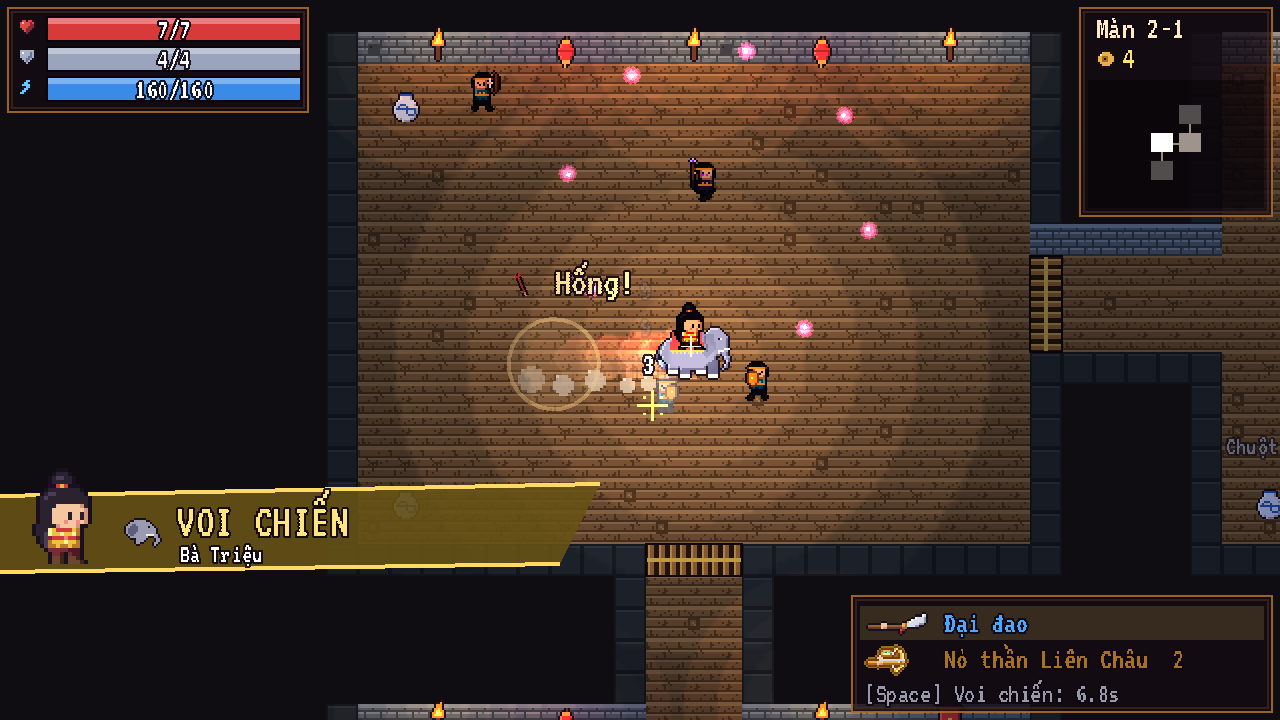 7/7
4/4
160/160
Màn 2-1
4
Hống!
3
Chuột
VOI CHIẾN
Bà Triệu
Đại đao
Nỏ thần Liên Châu 2
[Space] Voi chiến: 6.8s